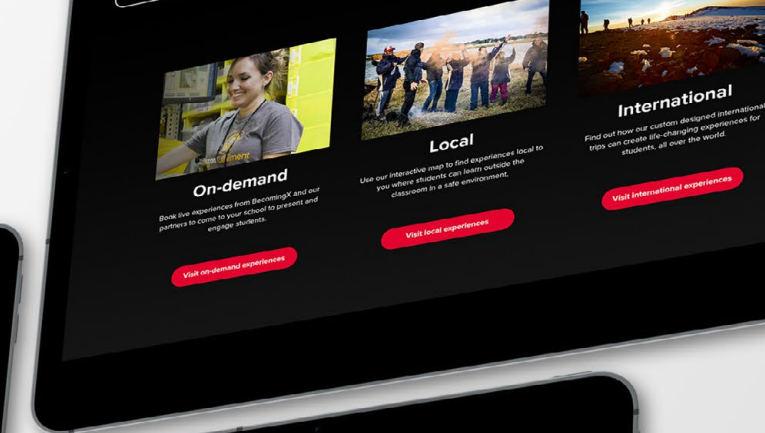 On-demand
Book live experiences from BecomingX and our
partners to come to your school to present and
engage students.
Visit on-demand experiences
Local
Use our interactive map to find experiences local to
you where students can learn outside the
classroom in a safe environment.
Visit local experiences
International
Find out how our custom designed international
trips can create life-changing experiences for
students, all over the world.
Visit international experiences